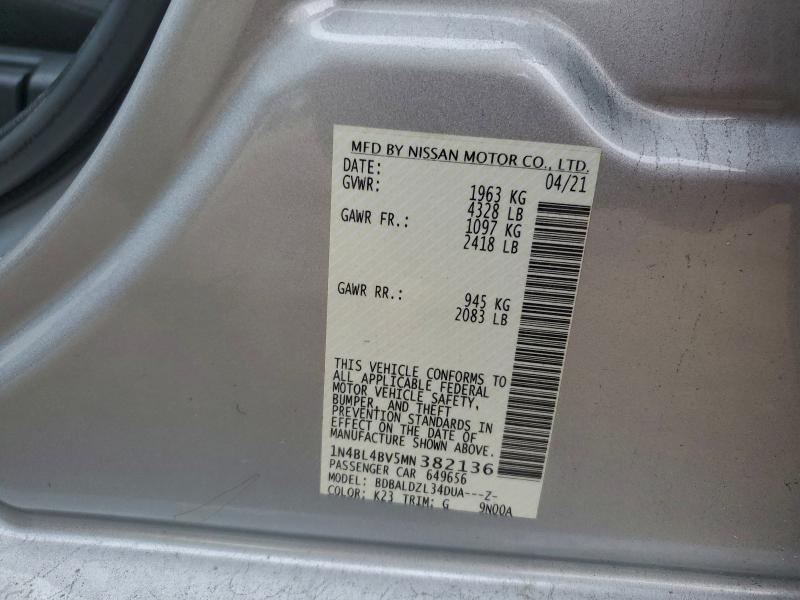 MFD BY NISSAN MOTOR CO., LTD.
DATE: 04/21
GVWR: 1963 KG
4328 LB
GAWR FR.: 1097 KG
2418 LB
GAWR RR.: 945 KG
2083 LB
THIS VEHICLE CONFORMS TO
ALL APPLICABLE FEDERAL
MOTOR VEHICLE SAFETY,
BUMPER, AND THEFT
PREVENTION STANDARDS IN
EFFECT ON THE DATE OF
MANUFACTURE SHOWN ABOVE.
1N4BL4BV5MN382136
PASSENGER CAR 649656
MODEL: BDBALDZL34DUA---Z-
COLOR: K23 TRIM: G 9N00A